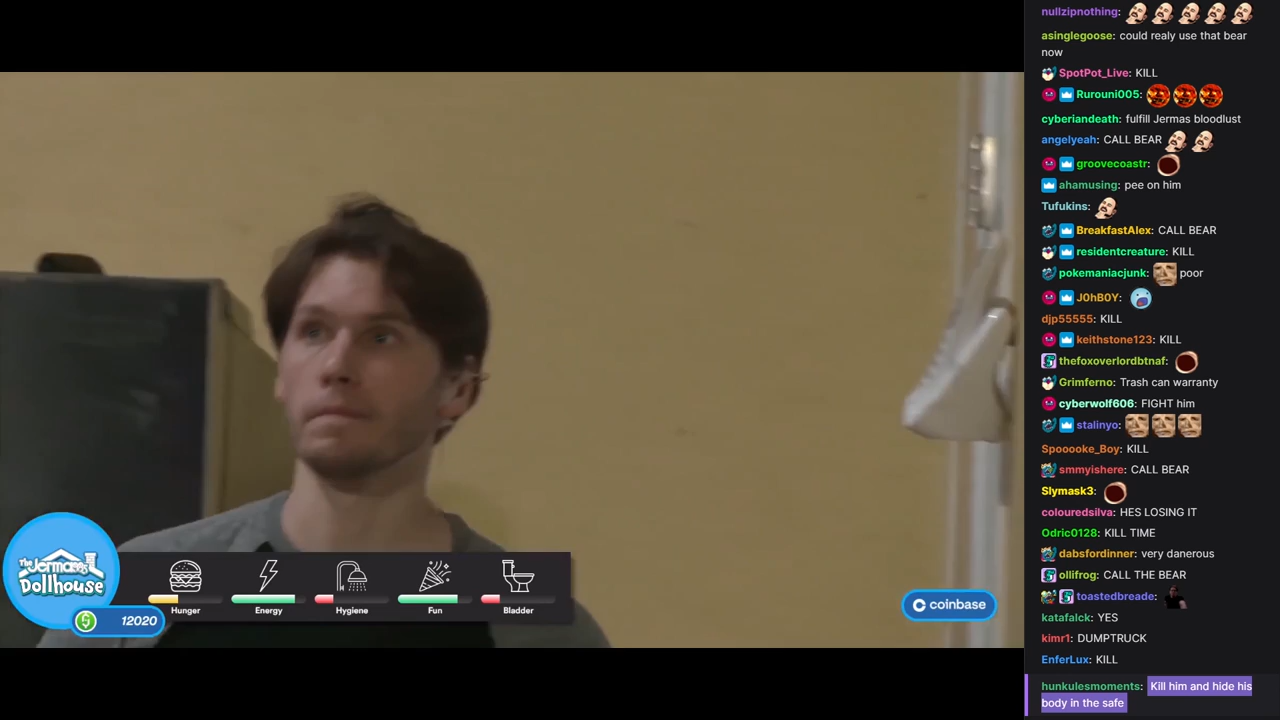 nullzipnothing:
asinglegoose: could realy use that bear
now
SpotPot_Live: KILL
Rurouni005:
cyberiandeath: fulfill Jermas bloodlust
angelyeah: CALL BEAR
groovecoastr:
ahamusing: pee on him
Tufukins:
BreakfastAlex: CALL BEAR
residentcreature: KILL
pokemaniacjunk: poor
J0hB0Y:
djp55555: KILL
keithstone123: KILL
thefoxoverlordbtnaf:
Grimferno: Trash can warranty
cyberwolf606: FIGHT him
stalinyo:
Spooooke_Boy: KILL
smmyishere: CALL BEAR
Slymask3:
colouredsilva: HES LOSING IT
Odric0128: KILL TIME
dabsfordinner: very danerous
ollifrog: CALL THE BEAR
toastedbreade:
katafalck: YES
kimr1: DUMPTRUCK
EnferLux: KILL
hunkulesmoments: Kill him and hide his
body in the safe
The Jerma985
Dollhouse
12020
Hunger
Energy
Hygiene
Fun
Bladder
coinbase